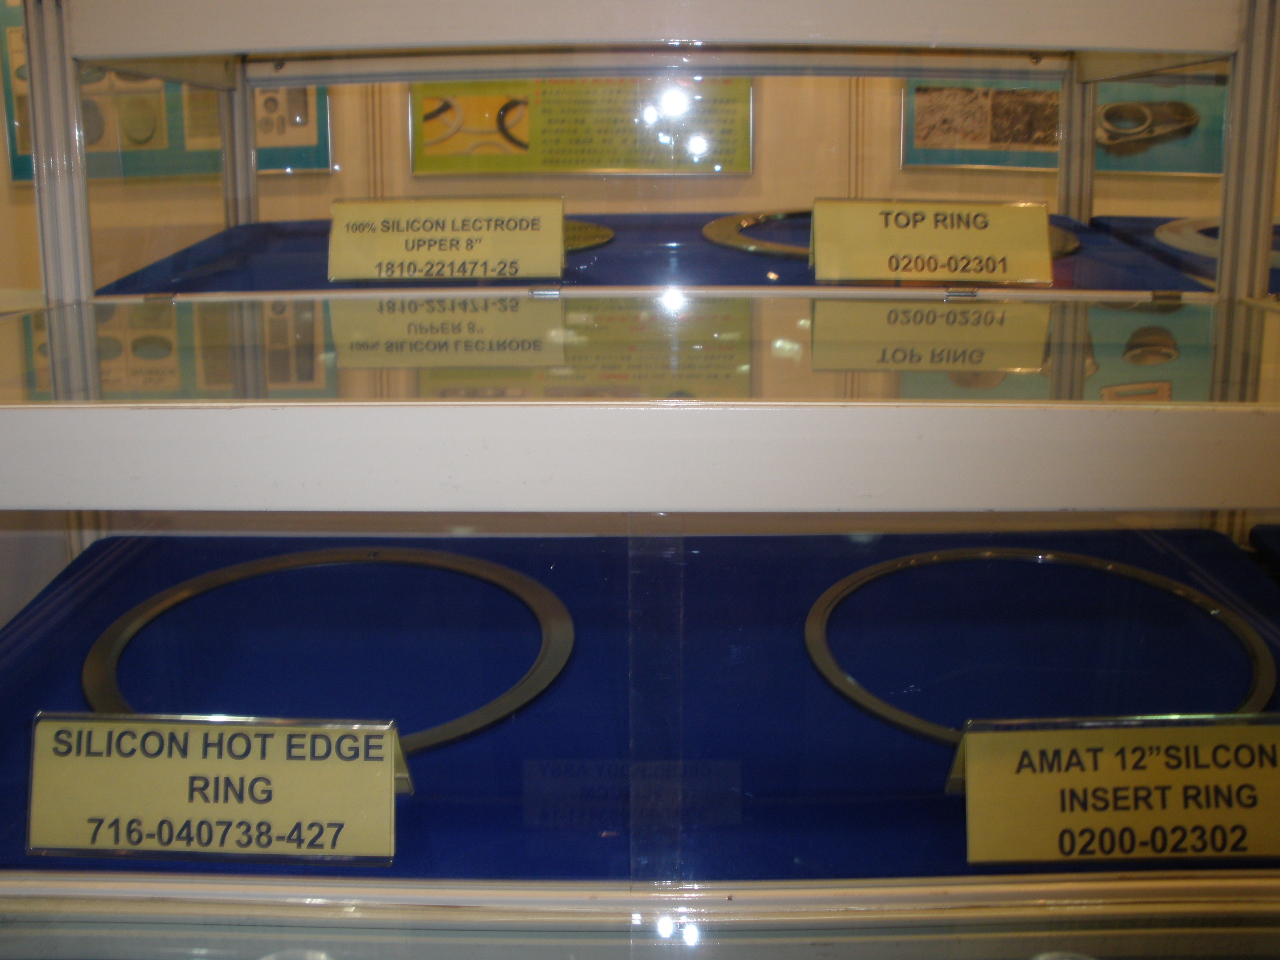 100% SILICON LECTRODE
UPPER 8"
1810-221471-25
TOP RING
0200-02301
SILICON HOT EDGE
RING
716-040738-427
AMAT 12”SILCON
INSERT RING
0200-02302